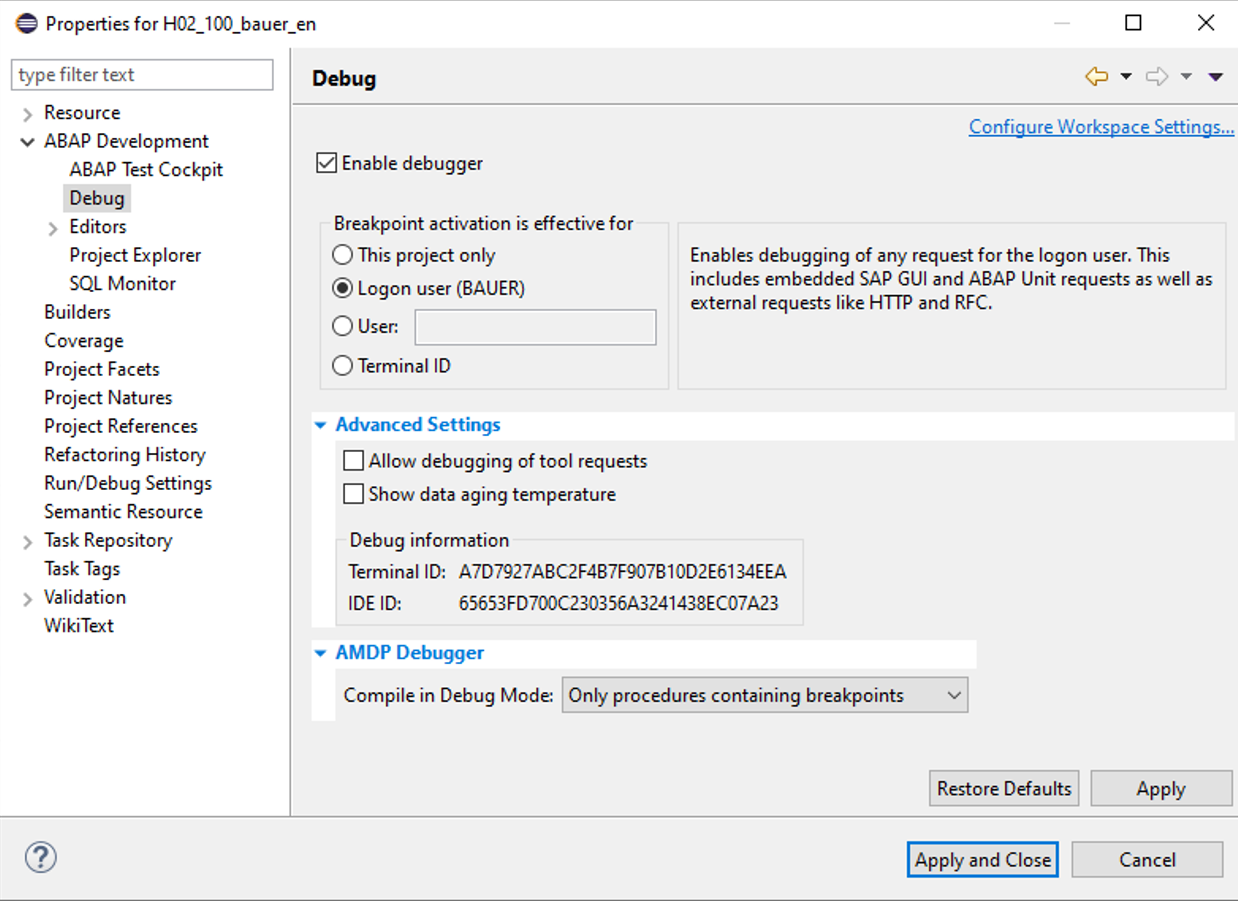 Properties for H02_100_bauer_en
type filter text
Resource
ABAP Development
ABAP Test Cockpit
Debug
Editors
Project Explorer
SQL Monitor
Builders
Coverage
Project Facets
Project Natures
Project References
Refactoring History
Run/Debug Settings
Semantic Resource
Task Repository
Task Tags
Validation
WikiText
Debug
Configure Workspace Settings...
Enable debugger
Breakpoint activation is effective for
This project only
Logon user (BAUER)
User:
Terminal ID
Enables debugging of any request for the logon user. This
includes embedded SAP GUI and ABAP Unit requests as well as
external requests like HTTP and RFC.
Advanced Settings
Allow debugging of tool requests
Show data aging temperature
Debug information
Terminal ID: A7D7927ABC2F4B7F907B10D2E6134EEA
IDE ID: 65653FD700C230356A3241438EC07A23
AMDP Debugger
Compile in Debug Mode: Only procedures containing breakpoints
Restore Defaults
Apply
?
Apply and Close
Cancel